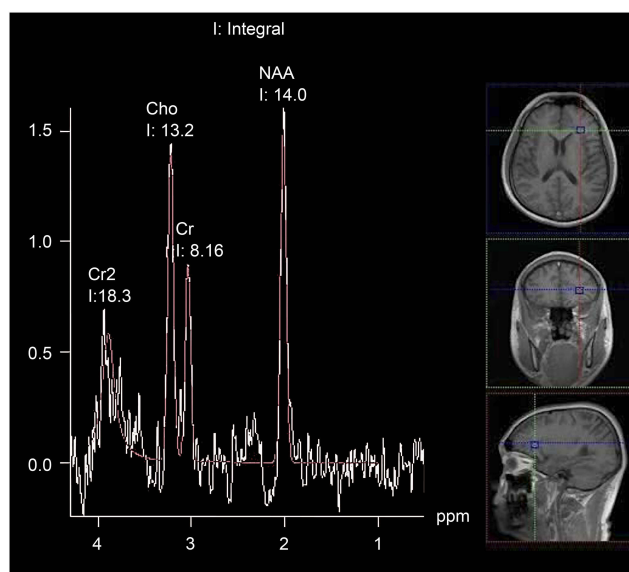 I: Integral
NAA
I: 14.0
Cho
I: 13.2
Cr
I: 8.16
Cr2
I:18.3
1.5
1.0
0.5
0.0
ppm
4
3
2
1